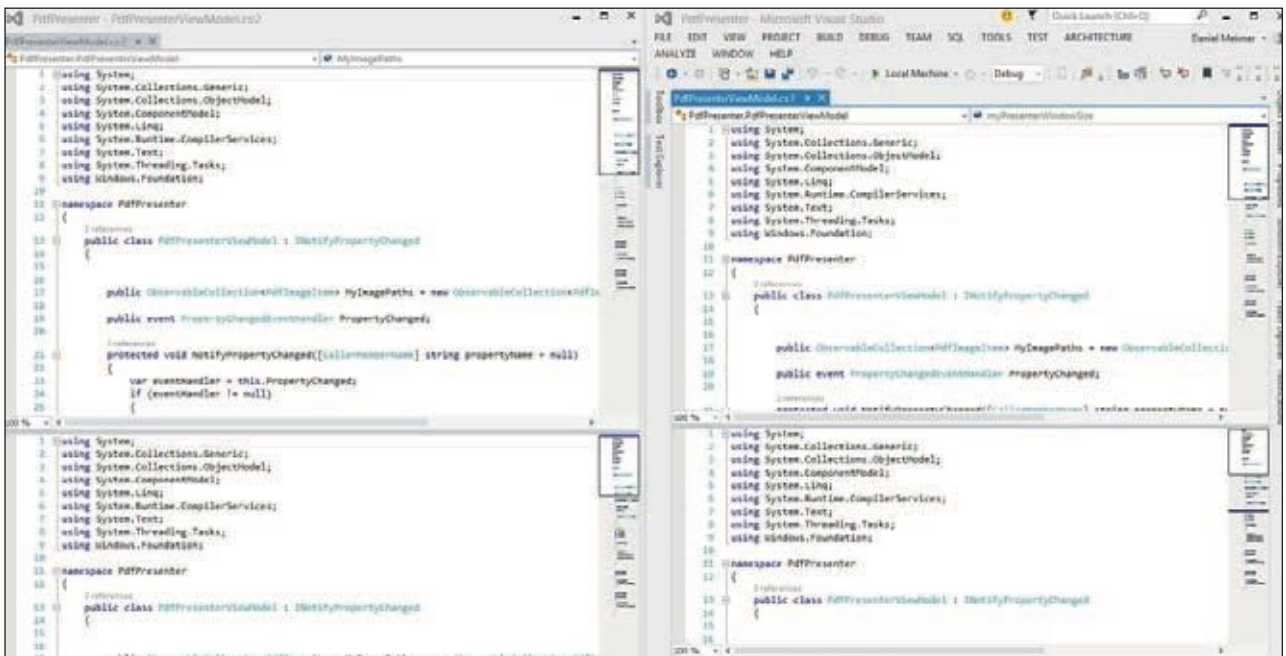 PdfPresenter - PdfPresenterViewModel.cs:2
PdfPresenterViewModel.cs:2
PdfPresenter.PdfPresenterViewModel
MyImagePaths
1 using System;
2 using System.Collections.Generic;
3 using System.Collections.ObjectModel;
4 using System.ComponentModel;
5 using System.Linq;
6 using System.Runtime.CompilerServices;
7 using System.Text;
8 using System.Threading.Tasks;
9 using Windows.Foundation;
10
11 namespace PdfPresenter
12 {
2 references
13 public class PdfPresenterViewModel : INotifyPropertyChanged
14 {
15
16
17 public ObservableCollection<PdfImageItem> MyImagePaths = new ObservableCollection<PdfIm
18
19 public event PropertyChangedEventHandler PropertyChanged;
20
21 protected void NotifyPropertyChanged([CallerMemberName] string propertyName = null)
22 {
23 var eventHandler = this.PropertyChanged;
24 if (eventHandler != null)
25 {
100 %
1 using System;
2 using System.Collections.Generic;
3 using System.Collections.ObjectModel;
4 using System.ComponentModel;
5 using System.Linq;
6 using System.Runtime.CompilerServices;
7 using System.Text;
8 using System.Threading.Tasks;
9 using Windows.Foundation;
10
11 namespace PdfPresenter
12 {
2 references
13 public class PdfPresenterViewModel : INotifyPropertyChanged
14 {
15
16
PdfPresenter - Microsoft Visual Studio
Quick Launch (Ctrl+Q)
FILE EDIT VIEW PROJECT BUILD DEBUG TEAM SQL TOOLS TEST ARCHITECTURE
Daniel Meixner
ANALYZE WINDOW HELP
Local Machine
Debug
Toolbox
Test Explorer
PdfPresenterViewModel.cs:1
PdfPresenter.PdfPresenterViewModel
myPresenterWindowSize
1 using System;
2 using System.Collections.Generic;
3 using System.Collections.ObjectModel;
4 using System.ComponentModel;
5 using System.Linq;
6 using System.Runtime.CompilerServices;
7 using System.Text;
8 using System.Threading.Tasks;
9 using Windows.Foundation;
10
11 namespace PdfPresenter
12 {
2 references
13 public class PdfPresenterViewModel : INotifyPropertyChanged
14 {
15
16
17 public ObservableCollection<PdfImageItem> MyImagePaths = new ObservableCollectio
18
19 public event PropertyChangedEventHandler PropertyChanged;
20
100 %
1 using System;
2 using System.Collections.Generic;
3 using System.Collections.ObjectModel;
4 using System.ComponentModel;
5 using System.Linq;
6 using System.Runtime.CompilerServices;
7 using System.Text;
8 using System.Threading.Tasks;
9 using Windows.Foundation;
10
11 namespace PdfPresenter
12 {
2 references
13 public class PdfPresenterViewModel : INotifyPropertyChanged
14 {
15
16
100 %